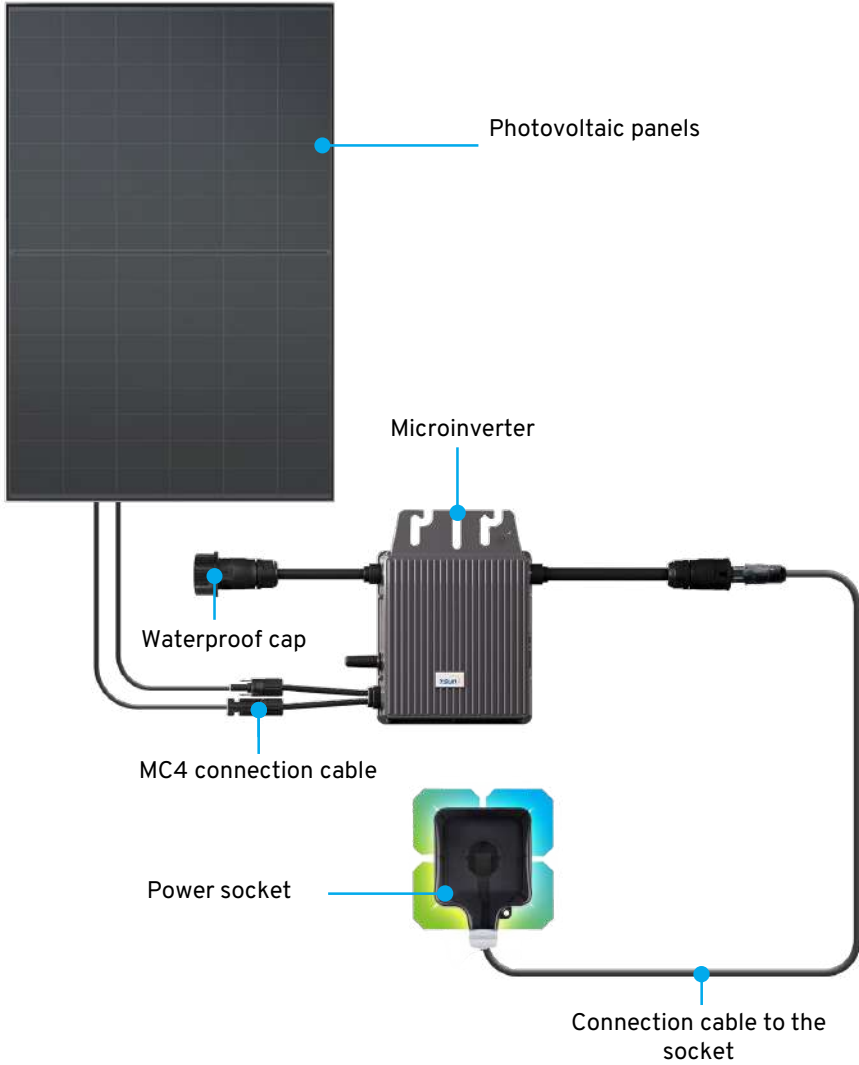 Photovoltaic panels
Microinverter
Waterproof cap
MC4 connection cable
Power socket
Connection cable to the
socket